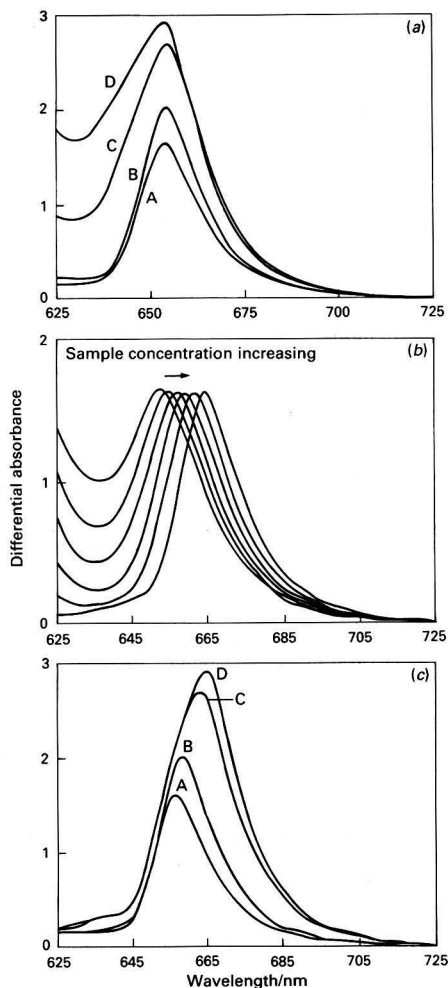 3
(a)
D
2
C
B
1
A
0
625 650 675 700 725
2
Sample concentration increasing
(b)
Differential absorbance
1
0
625 645 665 685 705 725
3
(c)
D
C
2
B
A
1
0
625 645 665 685 705 725
Wavelength/nm